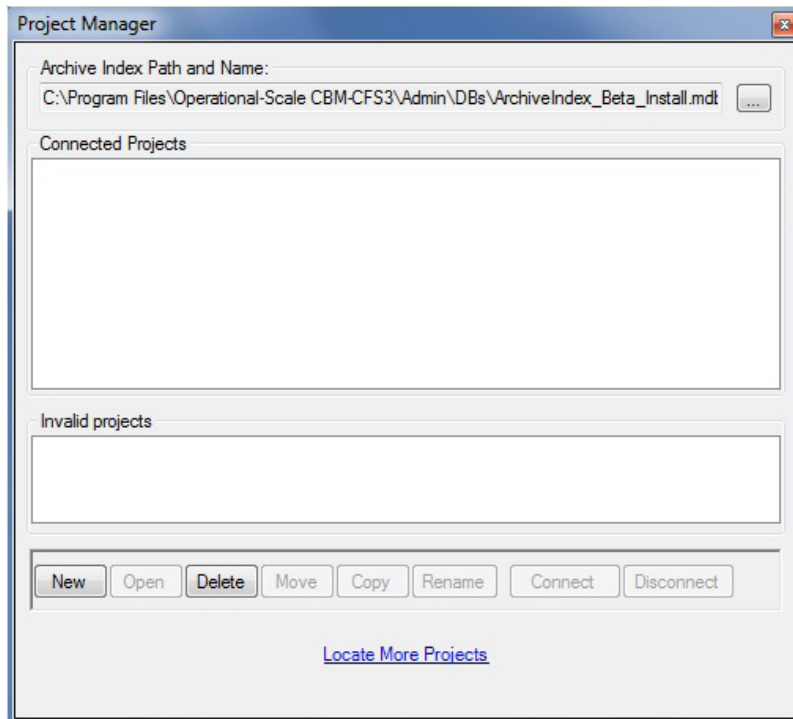 Project Manager
Archive Index Path and Name:
C:\Program Files\Operational-Scale CBM-CFS3\Admin\DBs\ArchiveIndex_Beta_Install.mdb
...
Connected Projects
Invalid projects
New Open Delete Move Copy Rename Connect Disconnect
Locate More Projects